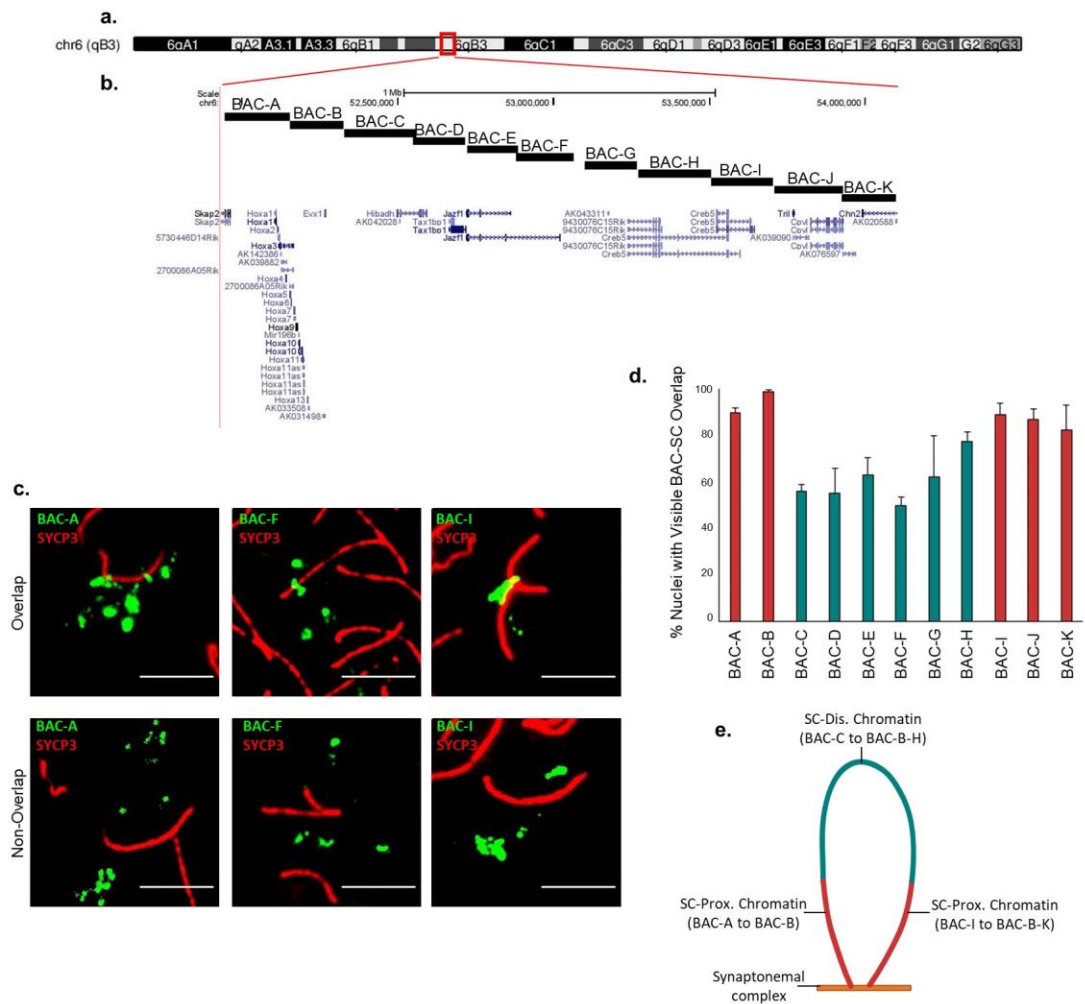 a.
chr6 (qB3)
6qA1 qA2 A3.1 A3.3 6qB1 6qB3 6qC1 6qC3 6qD1 6qD3 6qE1 6qE3 6qF1 F2 6qF3 6qG1 G2 6qG3
b.
Scale
chr6:
1 Mb
52,500,000
53,000,000
53,500,000
54,000,000
BAC-A
BAC-B
BAC-C
BAC-D
BAC-E
BAC-F
BAC-G
BAC-H
BAC-I
BAC-J
BAC-K
Skap2
Skap2
5730446D14Rik
2700086A05Rik
Hoxa1
Hoxa1
Hoxa2
Hoxa3
AK142386
AK039882
Hoxa4
2700086A05Rik
Hoxa5
Hoxa6
Hoxa7
Hoxa7
Hoxa9
Mir196b
Hoxa10
Hoxa10
Hoxa11
Hoxa11as
Hoxa11as
Hoxa11as
Hoxa11as
Hoxa13
AK033508
AK031498
Evx1
Hibadh
AK042028
Tax1bp1
Tax1bp1
Jazf1
Jazf1
AK043311
9430076C15Rik
9430076C15Rik
9430076C15Rik
Creb5
Creb5
Creb5
Creb5
Tril
AK039090
Cpvl
Cpvl
Cpvl
AK076597
Chn2
AK020588
c.
Overlap
BAC-A
SYCP3
BAC-F
SYCP3
BAC-I
SYCP3
Non-Overlap
BAC-A
SYCP3
BAC-F
SYCP3
BAC-I
SYCP3
d.
% Nuclei with Visible BAC-SC Overlap
100
80
60
40
20
0
BAC-A
BAC-B
BAC-C
BAC-D
BAC-E
BAC-F
BAC-G
BAC-H
BAC-I
BAC-J
BAC-K
e.
SC-Dis. Chromatin
(BAC-C to BAC-B-H)
SC-Prox. Chromatin
(BAC-A to BAC-B)
SC-Prox. Chromatin
(BAC-I to BAC-B-K)
Synaptonemal
complex